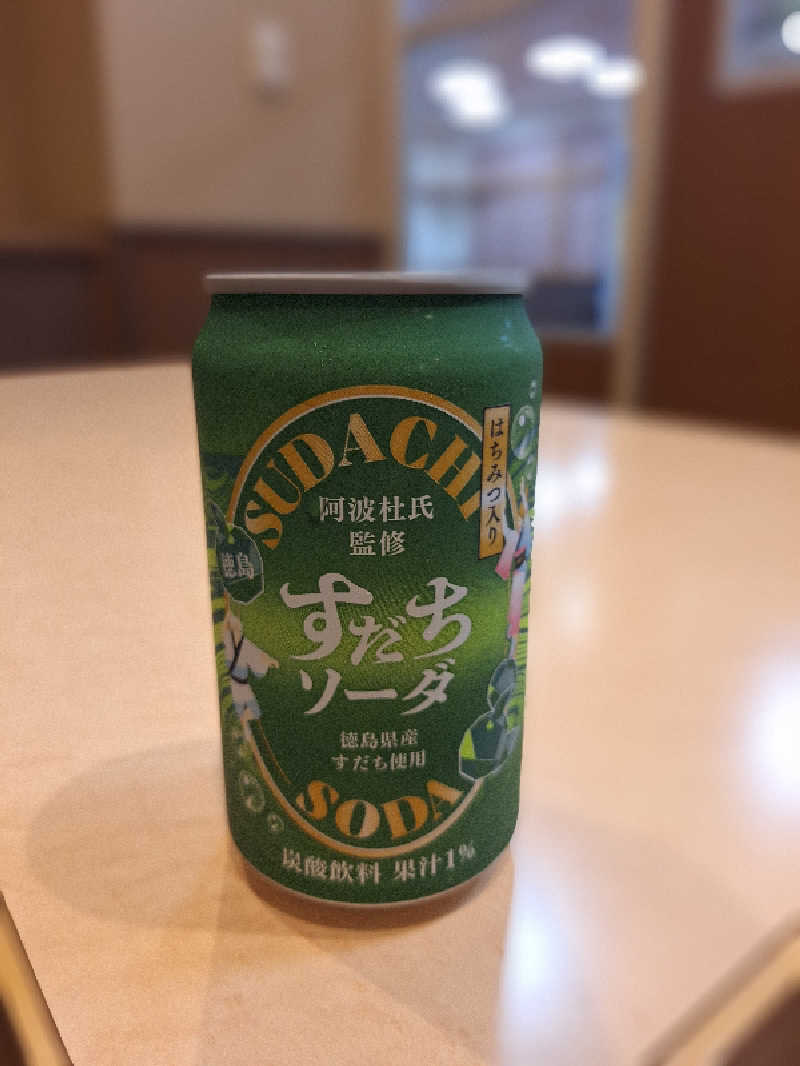 SUDACHI
はちみつ入り
阿波杜氏
監修
徳島
すだち
ソーダ
徳島県産
すだち使用
SODA
炭酸飲料 果汁1%